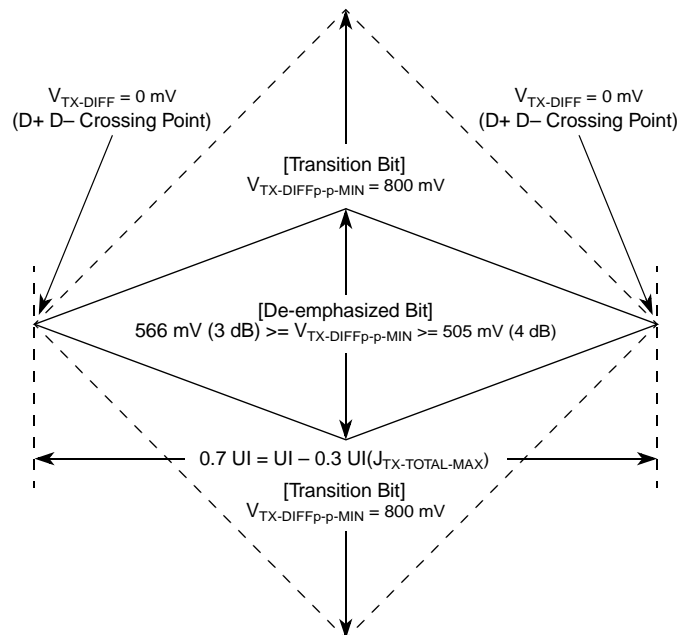 V_TX-DIFF = 0 mV
(D+ D– Crossing Point)
V_TX-DIFF = 0 mV
(D+ D– Crossing Point)
[Transition Bit]
V_TX-DIFFp-p-MIN = 800 mV
[De-emphasized Bit]
566 mV (3 dB) >= V_TX-DIFFp-p-MIN >= 505 mV (4 dB)
0.7 UI = UI – 0.3 UI(J_TX-TOTAL-MAX)
[Transition Bit]
V_TX-DIFFp-p-MIN = 800 mV